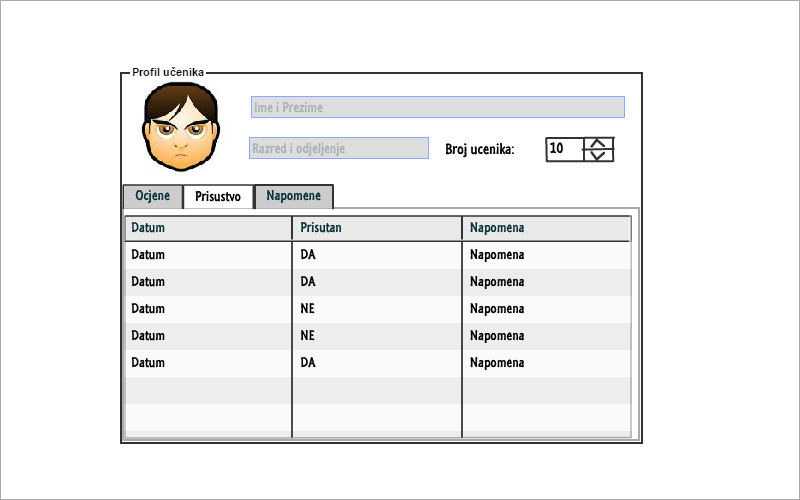 Profil učenika
Ime i Prezime
Razred i odjeljenje Broj ucenika: 10
Ocjene Prisustvo Napomene
Datum Prisutan Napomena
Datum DA Napomena
Datum DA Napomena
Datum NE Napomena
Datum NE Napomena
Datum DA Napomena